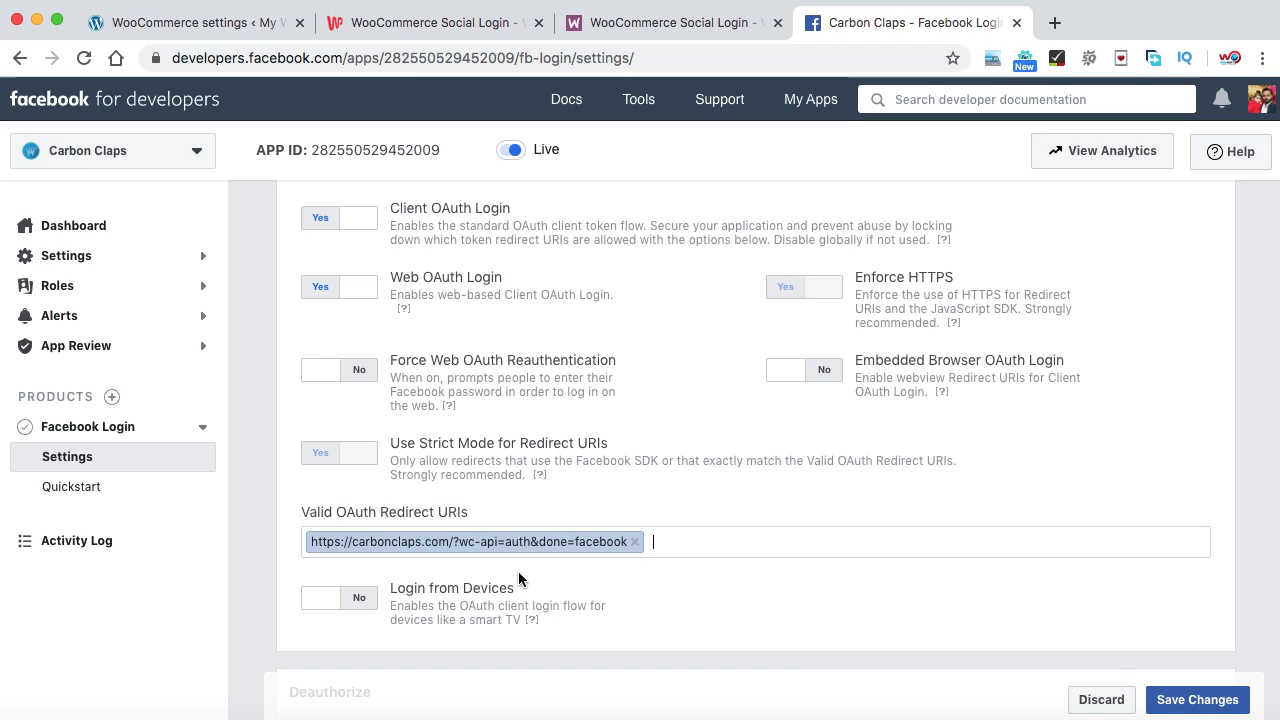 WooCommerce settings ‹ My W
WooCommerce Social Login -
WooCommerce Social Login -
Carbon Claps - Facebook Login
developers.facebook.com/apps/282550529452009/fb-login/settings/
New
IQ
facebook for developers
Docs
Tools
Support
My Apps
Search developer documentation
Carbon Claps
APP ID: 282550529452009
Live
View Analytics
Help
Dashboard
Settings
Roles
Alerts
App Review
PRODUCTS
Facebook Login
Settings
Quickstart
Activity Log
Yes
Client OAuth Login
Enables the standard OAuth client token flow. Secure your application and prevent abuse by locking
down which token redirect URIs are allowed with the options below. Disable globally if not used. [?]
Yes
Web OAuth Login
Enables web-based Client OAuth Login.
[?]
Yes
Enforce HTTPS
Enforce the use of HTTPS for Redirect
URIs and the JavaScript SDK. Strongly
recommended. [?]
No
Force Web OAuth Reauthentication
When on, prompts people to enter their
Facebook password in order to log in on
the web. [?]
No
Embedded Browser OAuth Login
Enable webview Redirect URIs for Client
OAuth Login. [?]
Yes
Use Strict Mode for Redirect URIs
Only allow redirects that use the Facebook SDK or that exactly match the Valid OAuth Redirect URIs.
Strongly recommended. [?]
Valid OAuth Redirect URIs
https://carbonclaps.com/?wc-api=auth&done=facebook
No
Login from Devices
Enables the OAuth client login flow for
devices like a smart TV [?]
Deauthorize
Discard
Save Changes